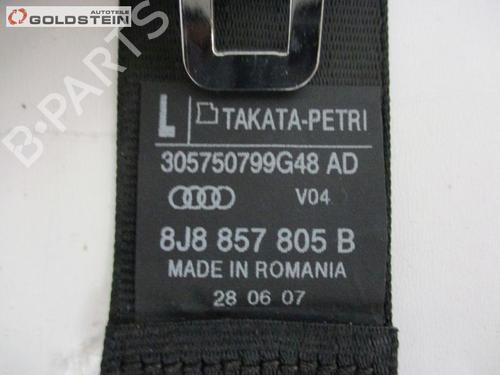 Autoteile
GOLDSTEIN
B-PARTS
L TAKATA-PETRI
305750799G48 AD
V04
8J8 857 805 B
MADE IN ROMANIA
28 06 07